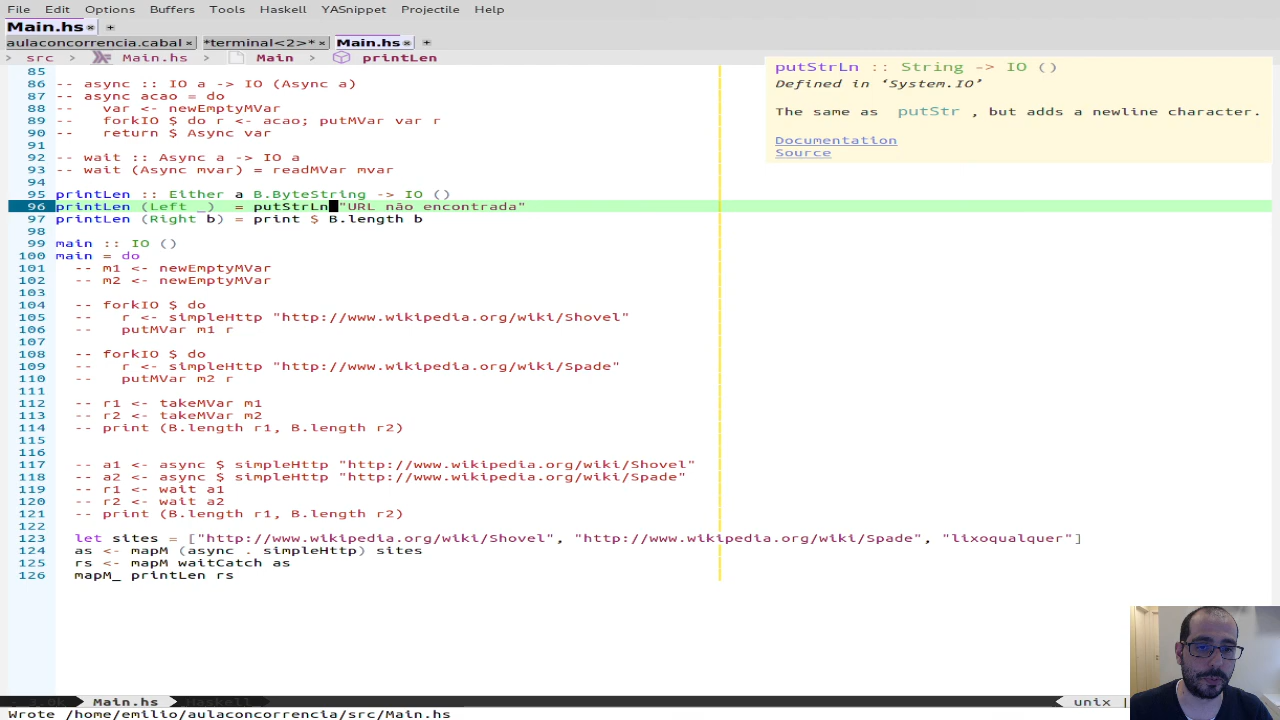 File Edit Options Buffers Tools Haskell YASnippet Projectile Help
Main.hs × +
aulaconcorrencia.cabal × *terminal<2>* × Main.hs × +
> src > Main.hs > Main > printLen
85
86 -- async :: IO a -> IO (Async a)
87 -- async acao = do
88 --   var <- newEmptyMVar
89 --   forkIO $ do r <- acao; putMVar var r
90 --   return $ Async var
91
92 -- wait :: Async a -> IO a
93 -- wait (Async mvar) = readMVar mvar
94
95 printLen :: Either a B.ByteString -> IO ()
96 printLen (Left _)  = putStrLn "URL não encontrada"
97 printLen (Right b) = print $ B.length b
98
99 main :: IO ()
100 main = do
101   -- m1 <- newEmptyMVar
102   -- m2 <- newEmptyMVar
103
104   -- forkIO $ do
105   --   r <- simpleHttp "http://www.wikipedia.org/wiki/Shovel"
106   --   putMVar m1 r
107
108   -- forkIO $ do
109   --   r <- simpleHttp "http://www.wikipedia.org/wiki/Spade"
110   --   putMVar m2 r
111
112   -- r1 <- takeMVar m1
113   -- r2 <- takeMVar m2
114   -- print (B.length r1, B.length r2)
115
116
117   -- a1 <- async $ simpleHttp "http://www.wikipedia.org/wiki/Shovel"
118   -- a2 <- async $ simpleHttp "http://www.wikipedia.org/wiki/Spade"
119   -- r1 <- wait a1
120   -- r2 <- wait a2
121   -- print (B.length r1, B.length r2)
122
123   let sites = ["http://www.wikipedia.org/wiki/Shovel", "http://www.wikipedia.org/wiki/Spade", "lixoqualquer"]
124   as <- mapM (async . simpleHttp) sites
125   rs <- mapM waitCatch as
126   mapM_ printLen rs
putStrLn :: String -> IO ()
Defined in ‘System.IO’
The same as putStr , but adds a newline character.
Documentation
Source
3.0k Main.hs Haskell unix |
Wrote /home/emilio/aulaconcorrencia/src/Main.hs